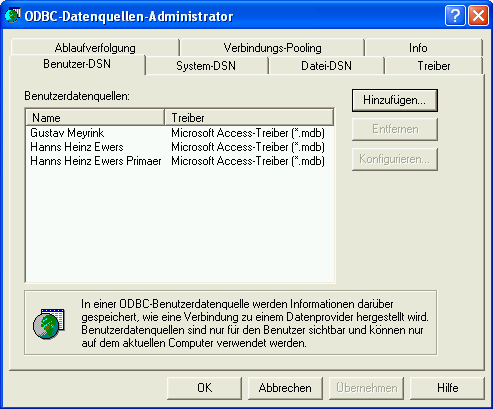 ODBC-Datenquellen-Administrator
Ablaufverfolgung Verbindungs-Pooling Info
Benutzer-DSN System-DSN Datei-DSN Treiber
Benutzerdatenquellen:
Name Treiber
Gustav Meyrink Microsoft Access-Treiber (*.mdb)
Hanns Heinz Ewers Microsoft Access-Treiber (*.mdb)
Hanns Heinz Ewers Primaer Microsoft Access-Treiber (*.mdb)
Hinzufügen...
Entfernen
Konfigurieren...
In einer ODBC-Benutzerdatenquelle werden Informationen darüber
gespeichert, wie eine Verbindung zu einem Datenprovider hergestellt wird.
Benutzerdatenquellen sind nur für den Benutzer sichtbar und können nur
auf dem aktuellen Computer verwendet werden.
OK Abbrechen Übernehmen Hilfe